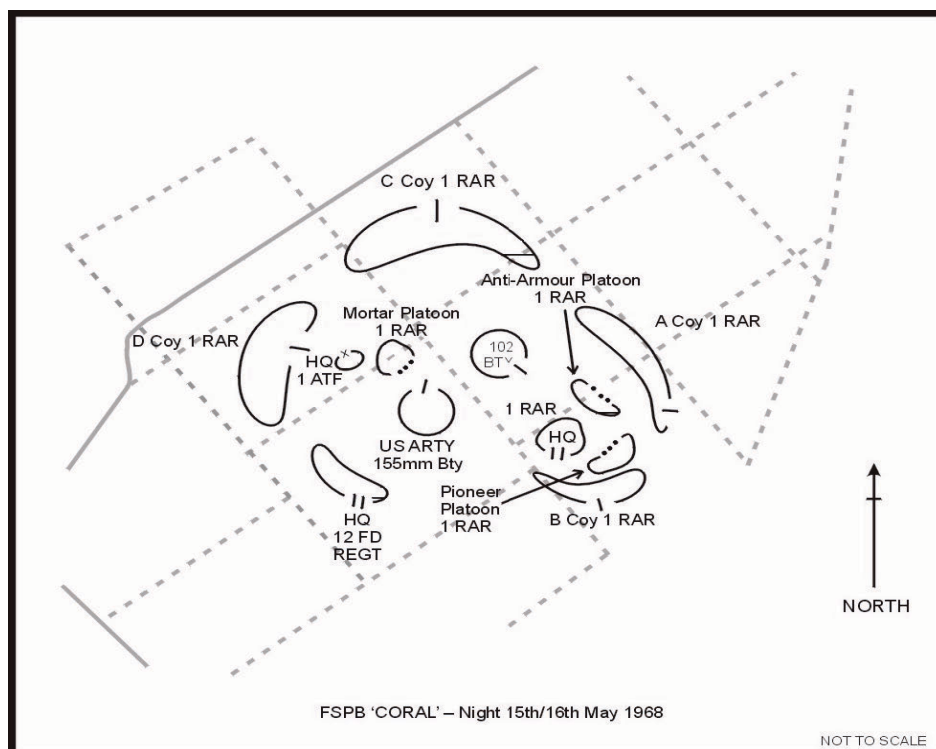 C Coy 1 RAR
Anti-Armour Platoon
1 RAR
Mortar Platoon
1 RAR
A Coy 1 RAR
D Coy 1 RAR
HQ
1 ATF
X
102
BTY
1 RAR
HQ
US ARTY
155mm Bty
Pioneer
Platoon
1 RAR
B Coy 1 RAR
HQ
12 FD
REGT
NORTH
FSPB 'CORAL' – Night 15th/16th May 1968
NOT TO SCALE